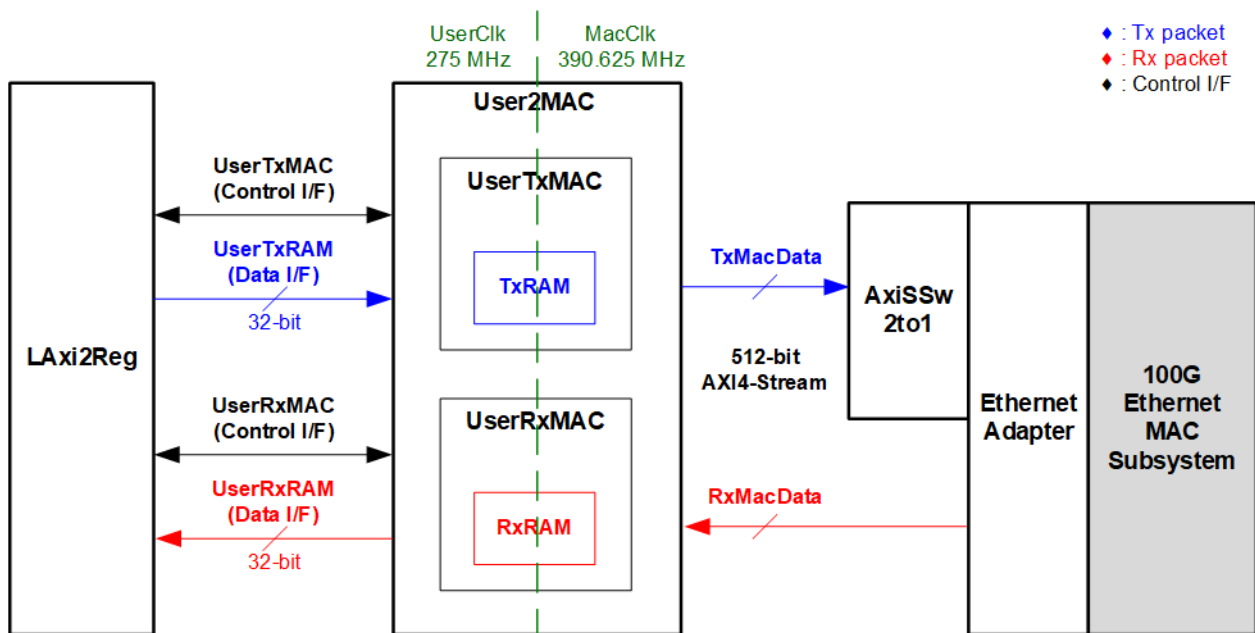 UserClk
275 MHz
MacClk
390.625 MHz
♦ : Tx packet
♦ : Rx packet
♦ : Control I/F
User2MAC
UserTxMAC
(Control I/F)
UserTxMAC
UserTxRAM
(Data I/F)
32-bit
TxRAM
TxMacData
AxiSSw
2to1
LAxi2Reg
512-bit
AXI4-Stream
100G
Ethernet
MAC
Subsystem
Ethernet
Adapter
UserRxMAC
(Control I/F)
UserRxMAC
UserRxRAM
(Data I/F)
32-bit
RxRAM
RxMacData